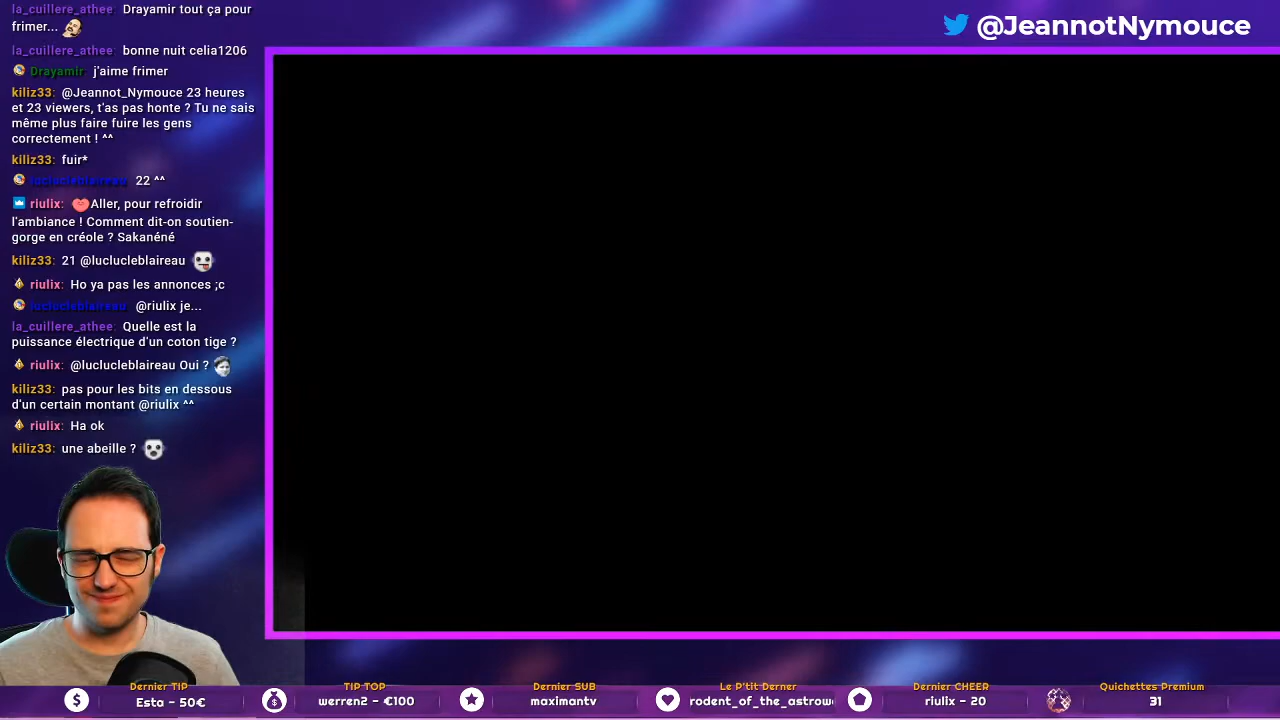 la_cuillere_athee: Drayamir tout ça pour
frimer...
la_cuillere_athee: bonne nuit celia1206
Drayamir: j'aime frimer
kiliz33: @Jeannot_Nymouce 23 heures
et 23 viewers, t'as pas honte ? Tu ne sais
même plus faire fuire les gens
correctement ! ^^
kiliz33: fuir*
luclucleblaireau: 22 ^^
riulix: Aller, pour refroidir
l'ambiance ! Comment dit-on soutien-
gorge en créole ? Sakanéné
kiliz33: 21 @luclucleblaireau
riulix: Ho ya pas les annonces ;c
luclucleblaireau: @riulix je...
la_cuillere_athee: Quelle est la
puissance électrique d'un coton tige ?
riulix: @luclucleblaireau Oui ?
kiliz33: pas pour les bits en dessous
d'un certain montant @riulix ^^
riulix: Ha ok
kiliz33: une abeille ?
@JeannotNymouce
Dernier TIP
Esta - 50€
TIP TOP
werren2 - €100
Dernier SUB
maximantv
Le P'tit Derner
rodent_of_the_astrow
Dernier CHEER
riulix - 20
Quichettes Premium
31